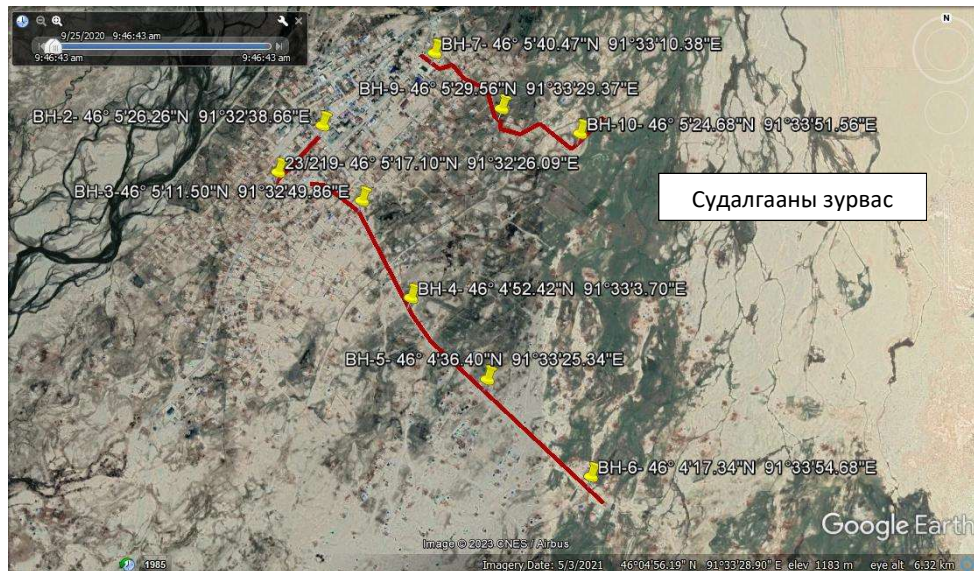 N
9/25/2020 9:46:43 am
9:46:43 am
9:46:43 am
BH-7- 46° 5'40.47"N 91°33'10.38"E
BH-9- 46° 5'29.56"N 91°33'29.37"E
BH-2- 46° 5'26.26"N 91°32'38.66"E
BH-10- 46° 5'24.68"N 91°33'51.56"E
23/219- 46° 5'17.10"N 91°32'26.09"E
BH-3-46° 5'11.50"N 91°32'49.86"E
Судалгааны зурвас
BH-4- 46° 4'52.42"N 91°33'3.70"E
BH-5- 46° 4'36.40"N 91°33'25.34"E
BH-6- 46° 4'17.34"N 91°33'54.68"E
Google Earth
Image © 2023 CNES / Airbus
1985
Imagery Date: 5/3/2021 46°04'56.19" N 91°33'28.90" E elev 1183 m eye alt 6.32 km